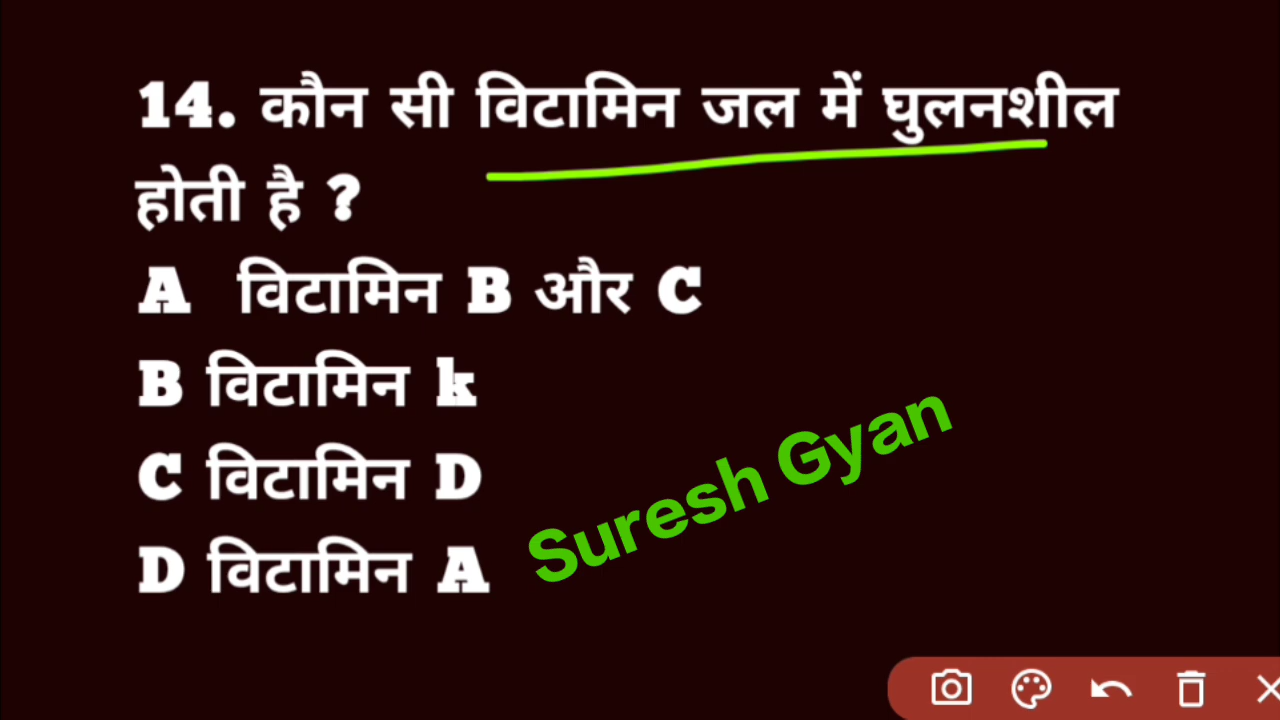 14. कौन सी विटामिन जल में घुलनशील
होती है ?
A विटामिन B और C
B विटामिन k
C विटामिन D
D विटामिन A
Suresh Gyan